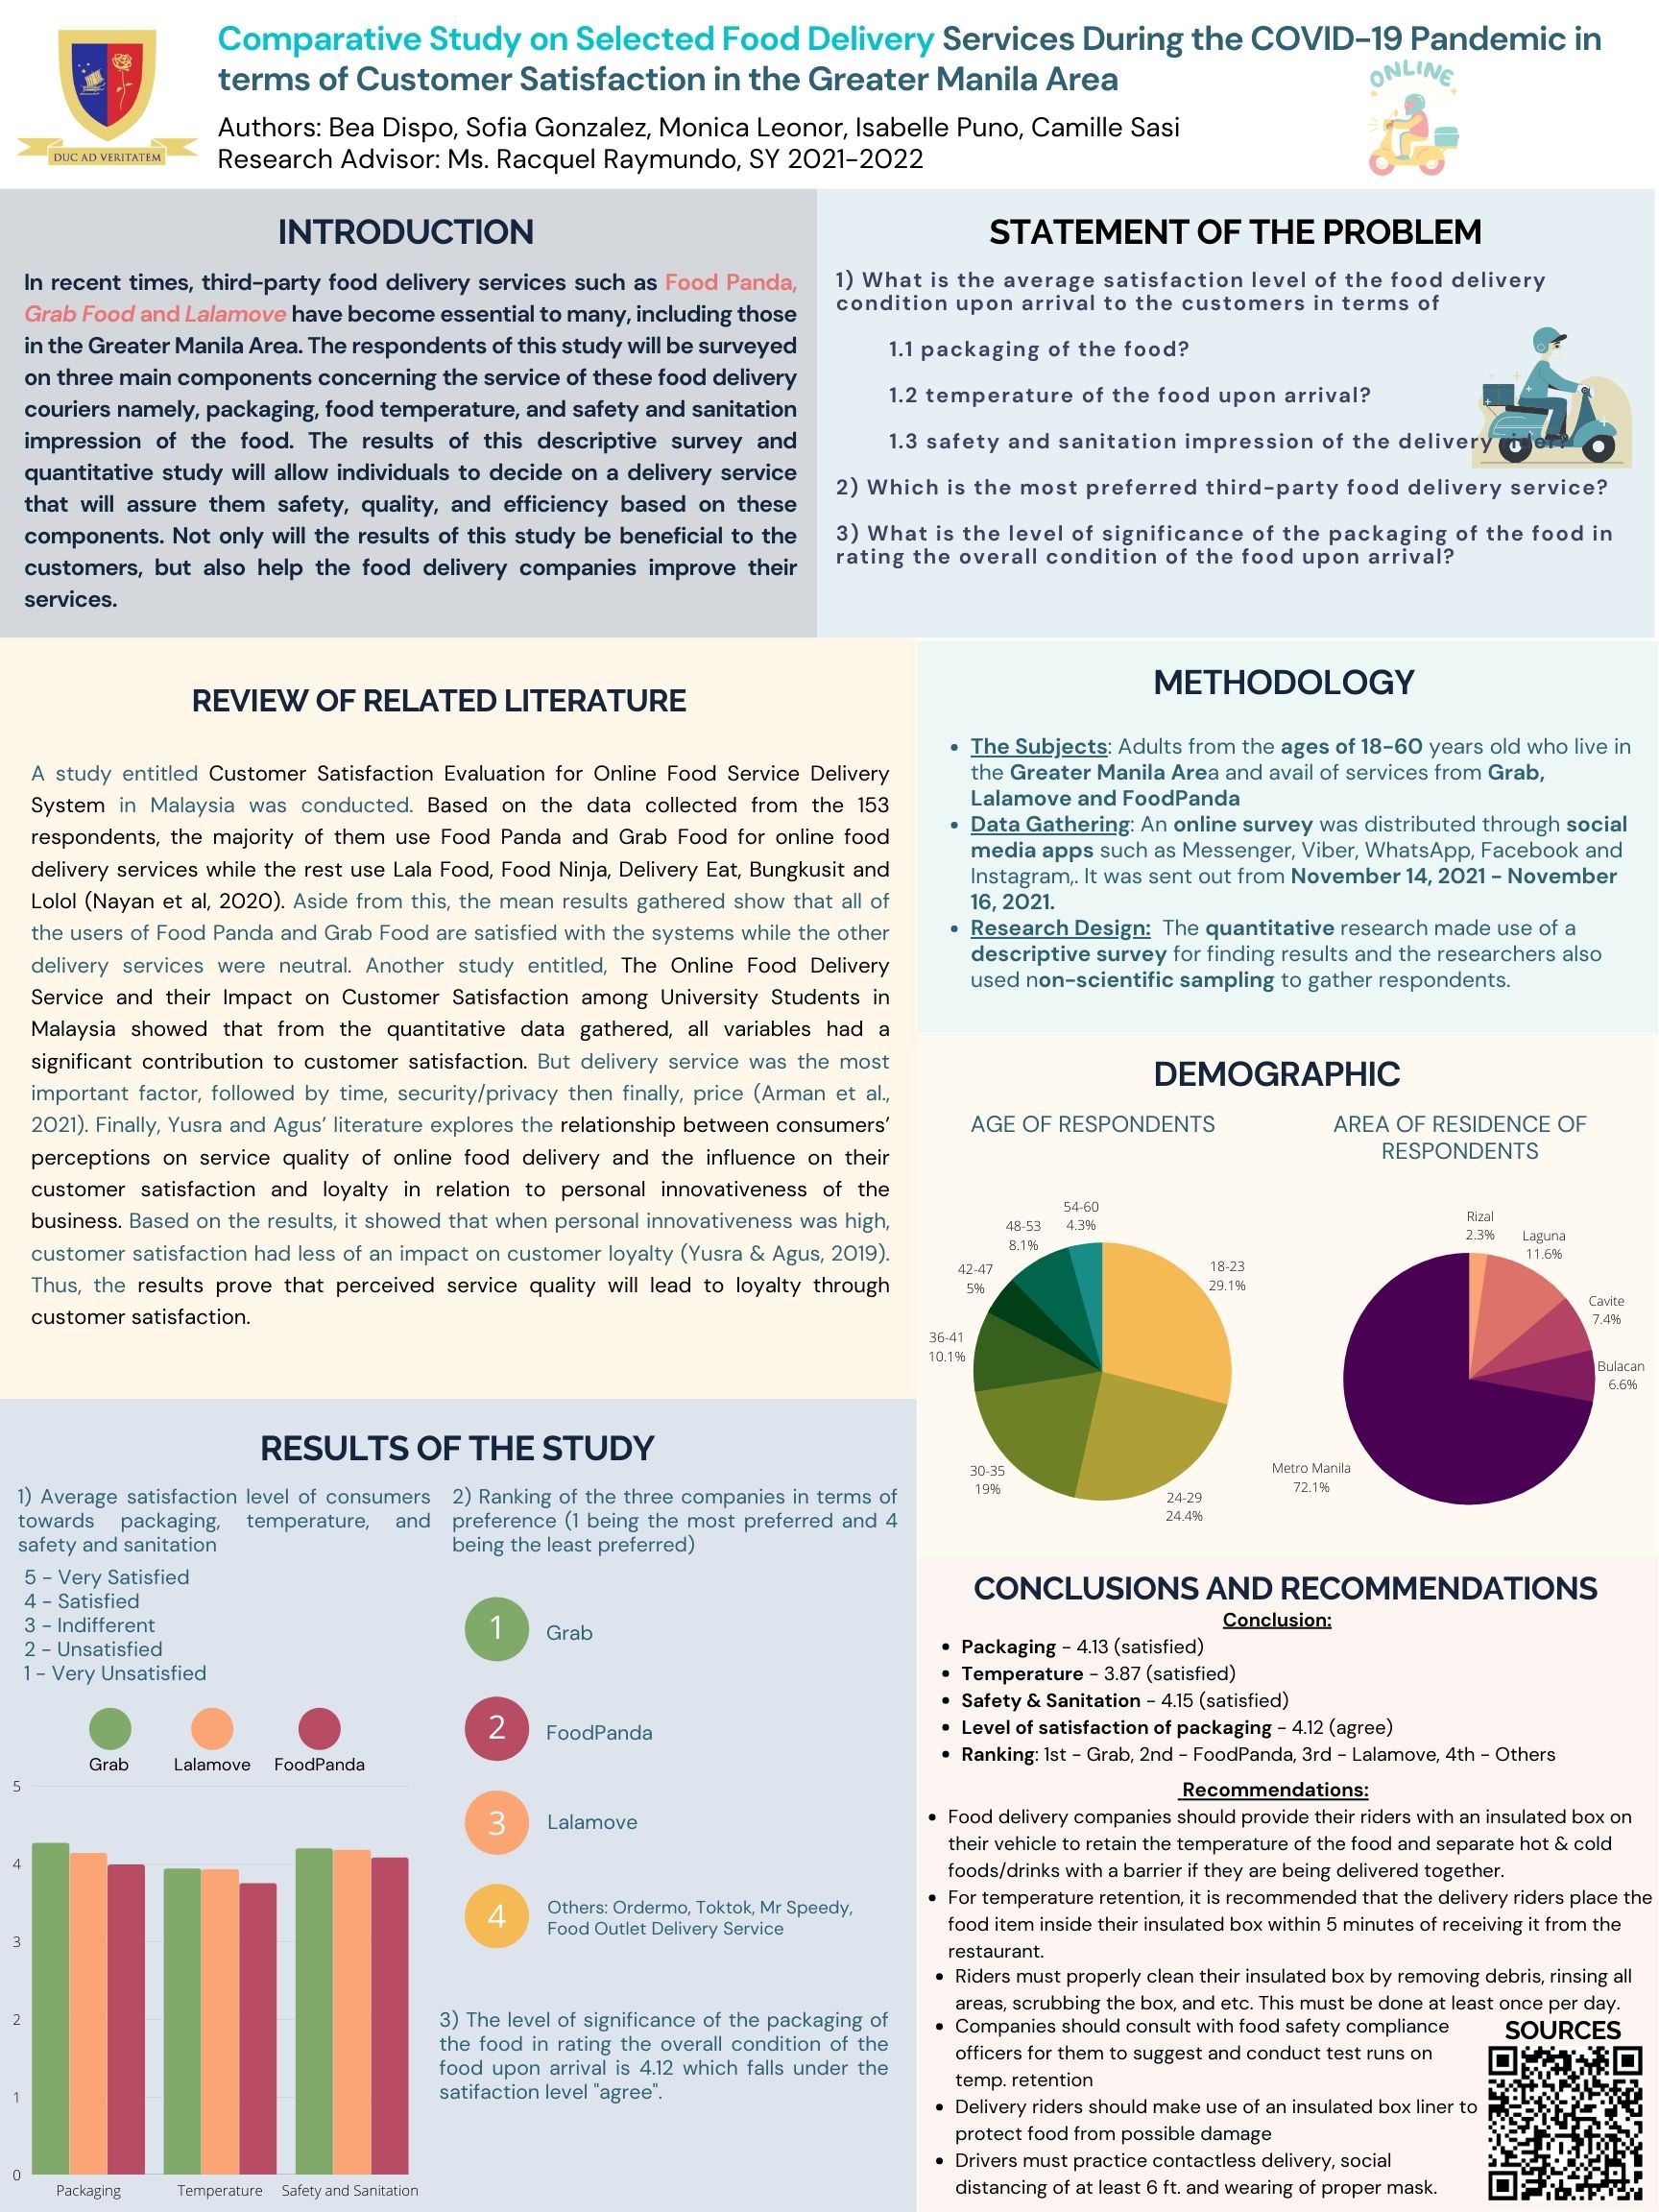 Comparative Study on Selected Food Delivery Services During the COVID-19 Pandemic in
terms of Customer Satisfaction in the Greater Manila Area
ONLINE
DUC AD VERITATEM
Authors: Bea Dispo, Sofia Gonzalez, Monica Leonor, Isabelle Puno, Camille Sasi
Research Advisor: Ms. Racquel Raymundo, SY 2021-2022
INTRODUCTION
In recent times, third-party food delivery services such as Food Panda,
Grab Food and Lalamove have become essential to many, including those
in the Greater Manila Area. The respondents of this study will be surveyed
on three main components concerning the service of these food delivery
couriers namely, packaging, food temperature, and safety and sanitation
impression of the food. The results of this descriptive survey and
quantitative study will allow individuals to decide on a delivery service
that will assure them safety, quality, and efficiency based on these
components. Not only will the results of this study be beneficial to the
customers, but also help the food delivery companies improve their
services.
STATEMENT OF THE PROBLEM
1) What is the average satisfaction level of the food delivery
condition upon arrival to the customers in terms of
1.1 packaging of the food?
1.2 temperature of the food upon arrival?
1.3 safety and sanitation impression of the delivery rider?
2) Which is the most preferred third-party food delivery service?
3) What is the level of significance of the packaging of the food in
rating the overall condition of the food upon arrival?
REVIEW OF RELATED LITERATURE
A study entitled Customer Satisfaction Evaluation for Online Food Service Delivery
System in Malaysia was conducted. Based on the data collected from the 153
respondents, the majority of them use Food Panda and Grab Food for online food
delivery services while the rest use Lala Food, Food Ninja, Delivery Eat, Bungkusit and
Lolol (Nayan et al, 2020). Aside from this, the mean results gathered show that all of
the users of Food Panda and Grab Food are satisfied with the systems while the other
delivery services were neutral. Another study entitled, The Online Food Delivery
Service and their Impact on Customer Satisfaction among University Students in
Malaysia showed that from the quantitative data gathered, all variables had a
significant contribution to customer satisfaction. But delivery service was the most
important factor, followed by time, security/privacy then finally, price (Arman et al.,
2021). Finally, Yusra and Agus’ literature explores the relationship between consumers’
perceptions on service quality of online food delivery and the influence on their
customer satisfaction and loyalty in relation to personal innovativeness of the
business. Based on the results, it showed that when personal innovativeness was high,
customer satisfaction had less of an impact on customer loyalty (Yusra & Agus, 2019).
Thus, the results prove that perceived service quality will lead to loyalty through
customer satisfaction.
METHODOLOGY
• The Subjects: Adults from the ages of 18-60 years old who live in
the Greater Manila Area and avail of services from Grab,
Lalamove and FoodPanda
• Data Gathering: An online survey was distributed through social
media apps such as Messenger, Viber, WhatsApp, Facebook and
Instagram,. It was sent out from November 14, 2021 - November
16, 2021.
• Research Design: The quantitative research made use of a
descriptive survey for finding results and the researchers also
used non-scientific sampling to gather respondents.
DEMOGRAPHIC
AGE OF RESPONDENTS
54-60
4.3%
48-53
8.1%
42-47
5%
36-41
10.1%
30-35
19%
24-29
24.4%
18-23
29.1%
AREA OF RESIDENCE OF
RESPONDENTS
Rizal
2.3%
Laguna
11.6%
Cavite
7.4%
Bulacan
6.6%
Metro Manila
72.1%
RESULTS OF THE STUDY
1) Average satisfaction level of consumers
towards packaging, temperature, and
safety and sanitation
5 - Very Satisfied
4 - Satisfied
3 - Indifferent
2 - Unsatisfied
1 - Very Unsatisfied
Grab Lalamove FoodPanda
5
4
3
2
1
0
Packaging Temperature Safety and Sanitation
2) Ranking of the three companies in terms of
preference (1 being the most preferred and 4
being the least preferred)
1 Grab
2 FoodPanda
3 Lalamove
4 Others: Ordermo, Toktok, Mr Speedy,
Food Outlet Delivery Service
3) The level of significance of the packaging of
the food in rating the overall condition of the
food upon arrival is 4.12 which falls under the
satifaction level "agree".
CONCLUSIONS AND RECOMMENDATIONS
Conclusion:
• Packaging - 4.13 (satisfied)
• Temperature - 3.87 (satisfied)
• Safety & Sanitation - 4.15 (satisfied)
• Level of satisfaction of packaging - 4.12 (agree)
• Ranking: 1st - Grab, 2nd - FoodPanda, 3rd - Lalamove, 4th - Others
Recommendations:
• Food delivery companies should provide their riders with an insulated box on
their vehicle to retain the temperature of the food and separate hot & cold
foods/drinks with a barrier if they are being delivered together.
• For temperature retention, it is recommended that the delivery riders place the
food item inside their insulated box within 5 minutes of receiving it from the
restaurant.
• Riders must properly clean their insulated box by removing debris, rinsing all
areas, scrubbing the box, and etc. This must be done at least once per day.
• Companies should consult with food safety compliance
officers for them to suggest and conduct test runs on
temp. retention
• Delivery riders should make use of an insulated box liner to
protect food from possible damage
• Drivers must practice contactless delivery, social
distancing of at least 6 ft. and wearing of proper mask.
SOURCES